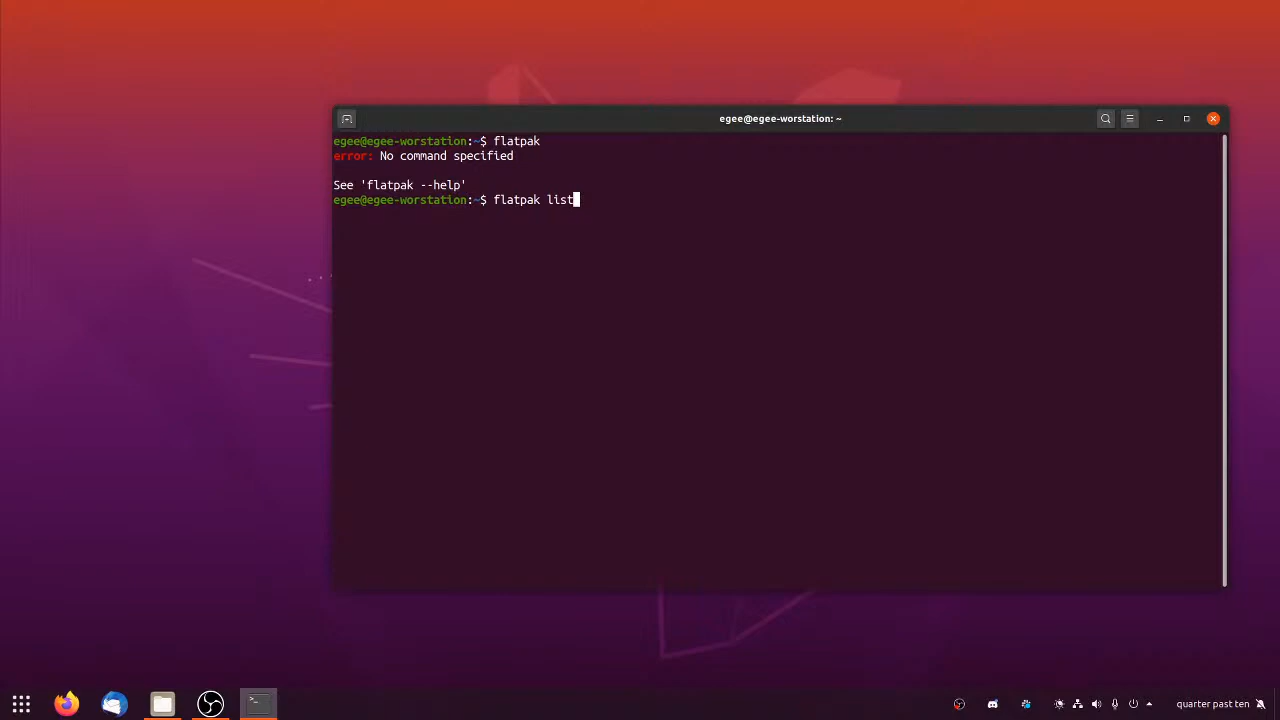 egee@egee-worstation: ~
egee@egee-worstation:~$ flatpak
error: No command specified
See 'flatpak --help'
egee@egee-worstation:~$ flatpak list
quarter past ten